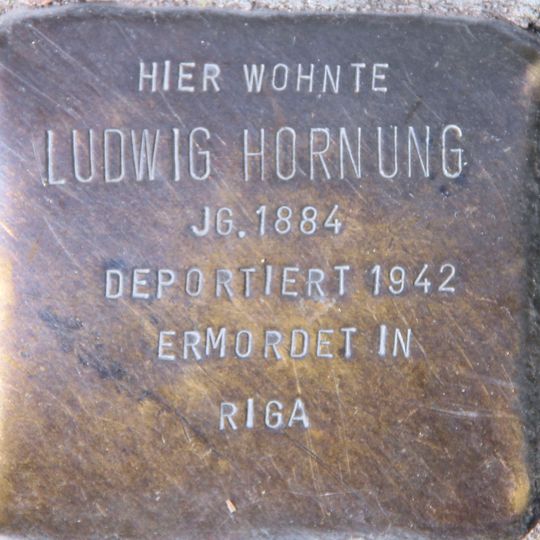 HIER WOHNTE
LUDWIG HORNUNG
JG. 1884
DEPORTIERT 1942
ERMORDET IN
RIGA